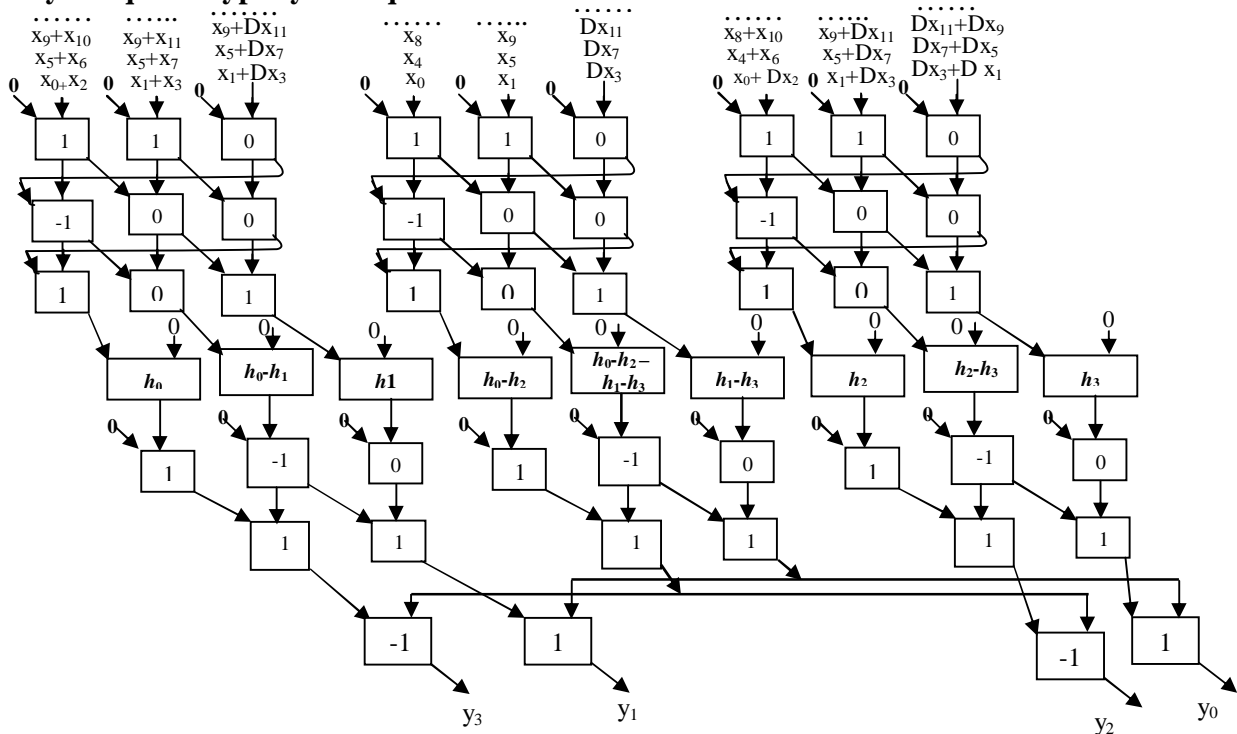 …… …… …… …… …… …… …… …… ……
x₉+x₁₀ x₉+x₁₁ x₉+Dx₁₁ x₈ x₉ Dx₁₁ x₈+x₁₀ x₉+Dx₁₁ Dx₁₁+Dx₉
x₅+x₆ x₅+x₇ x₅+Dx₇ x₄ x₅ Dx₇ x₄+x₆ x₅+Dx₇ Dx₇+Dx₅
x₀+x₂ x₁+x₃ x₁+Dx₃ x₀ x₁ Dx₃ x₀+ Dx₂ x₁+Dx₃ Dx₃+D x₁
0 0 0 0 0 0 0 0 0
1 1 0 1 1 0 1 1 0
-1 0 0 -1 0 0 -1 0 0
1 0 1 1 0 1 1 0 1
0 0 0 0 0 0 0 0 0
h₀ h₀-h₁ h1 h₀-h₂ h₀-h₂– h₁-h₃ h₁-h₃ h₂ h₂-h₃ h₃
0 0 0 0 0 0 0 0 0
1 -1 0 1 -1 0 1 -1 0
1 1 1 1 1 1
-1 1 -1 1
y₃ y₁ y₂ y₀